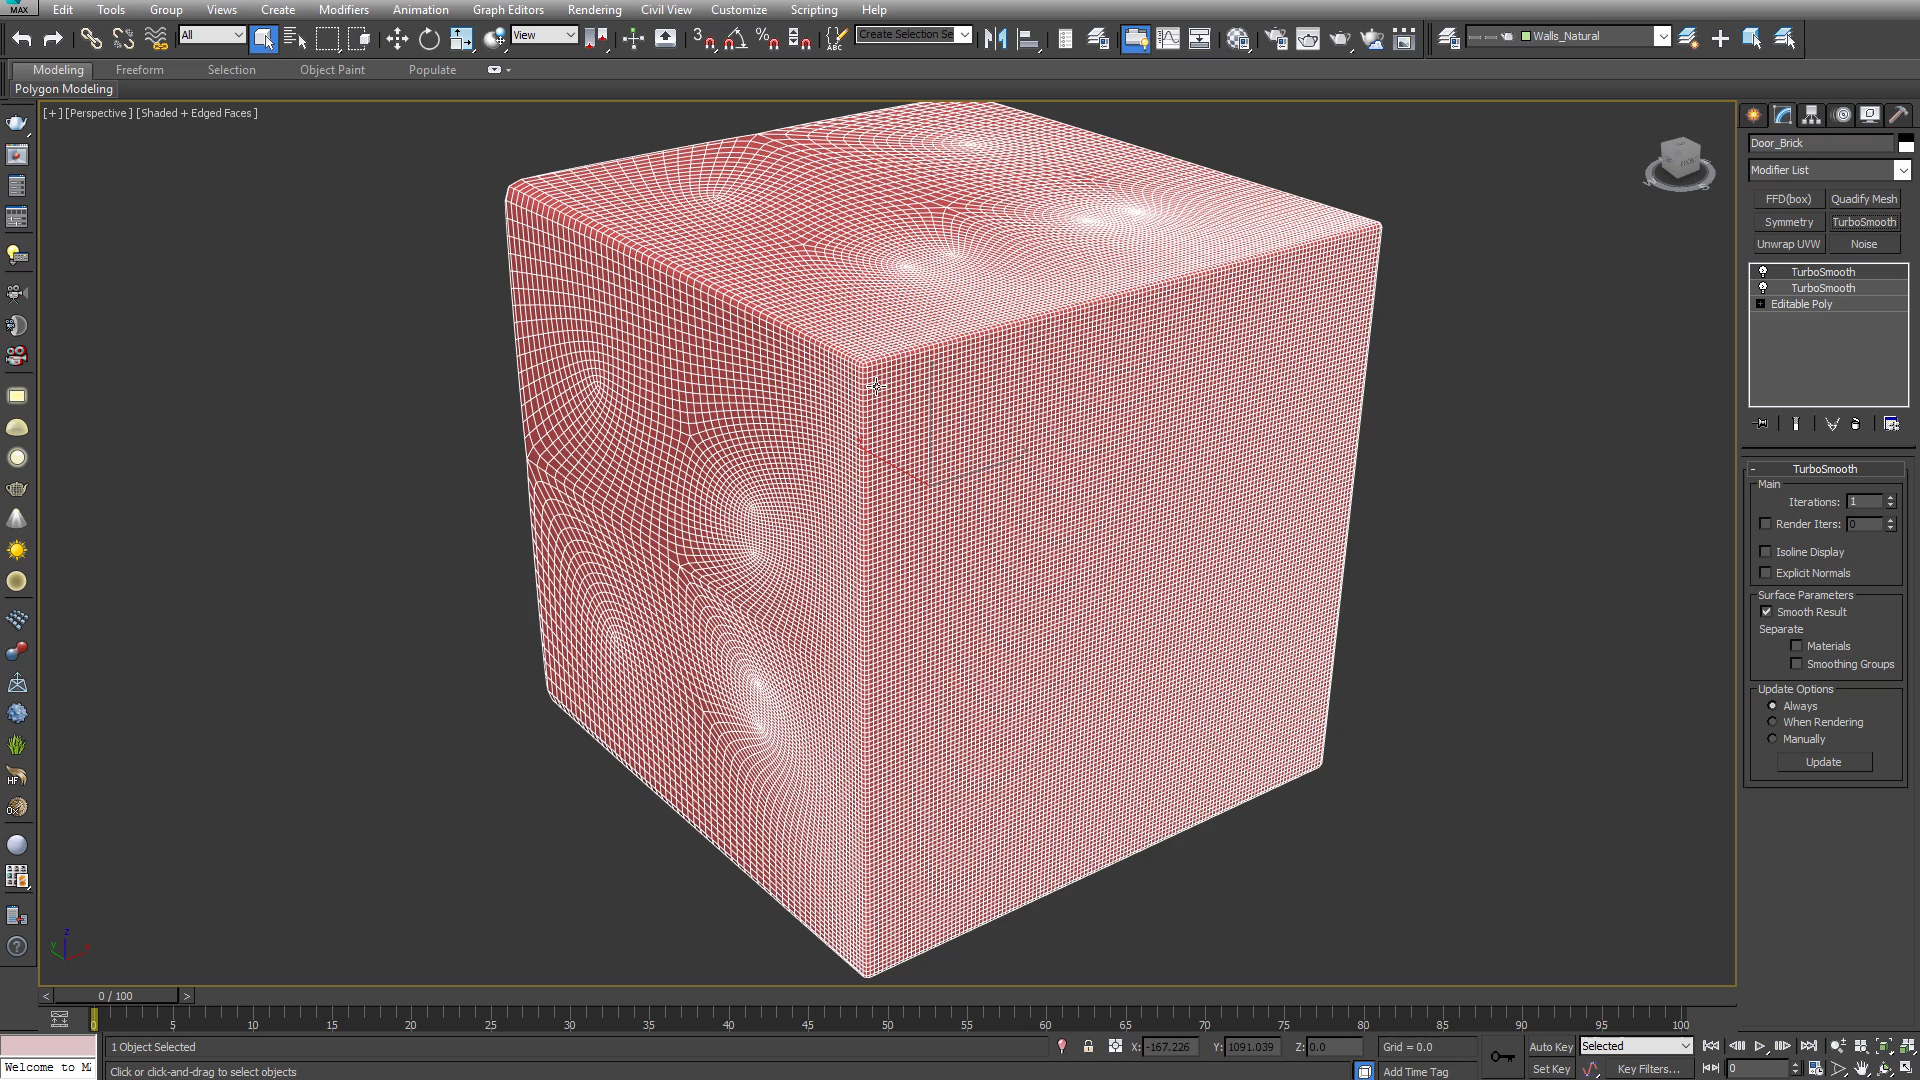 MAX
Edit Tools Group Views Create Modifiers Animation Graph Editors Rendering Civil View Customize Scripting Help
All View 3 % ABC Create Selection Se Walls_Natural
Modeling Freeform Selection Object Paint Populate
Polygon Modeling
[+] [Perspective] [Shaded + Edged Faces]
FRONT
Door_Brick
Modifier List
FFD(box) Quadify Mesh
Symmetry TurboSmooth
Unwrap UVW Noise
TurboSmooth
TurboSmooth
Editable Poly
- TurboSmooth
Main
Iterations: 1
Render Iters: 0
Isoline Display
Explicit Normals
Surface Parameters
Smooth Result
Separate
Materials
Smoothing Groups
Update Options
Always
When Rendering
Manually
Update
HF
z
y x
< 0 / 100 >
0 5 10 15 20 25 30 35 40 45 50 55 60 65 70 75 80 85 90 95 100
1 Object Selected X: -167.226 Y: 1091.039 Z: 0.0 Grid = 0.0 Auto Key Selected
Welcome to Click or click-and-drag to select objects Add Time Tag Set Key Key Filters... 0